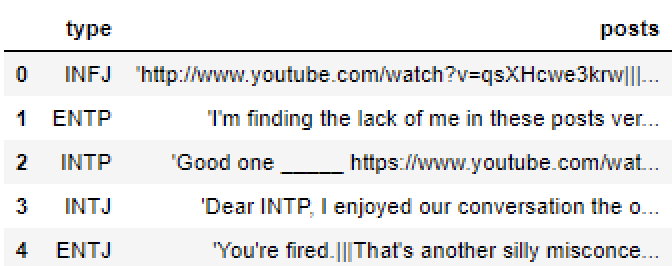 type posts
0 INFJ 'http://www.youtube.com/watch?v=qsXHcwe3krw|||...
1 ENTP 'I'm finding the lack of me in these posts ver...
2 INTP 'Good one _____ https://www.youtube.com/wat...
3 INTJ 'Dear INTP, I enjoyed our conversation the o...
4 ENTJ 'You're fired.|||That's another silly misconce...